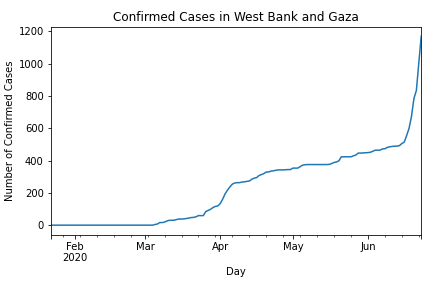 Confirmed Cases in West Bank and Gaza
Number of Confirmed Cases
1200
1000
800
600
400
200
0
Feb
2020
Mar
Apr
May
Jun
Day